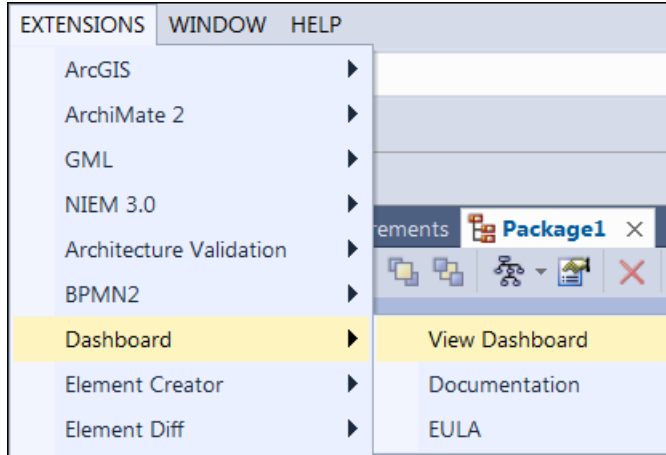 EXTENSIONS WINDOW HELP
ArcGIS
ArchiMate 2
GML
NIEM 3.0
Architecture Validation
ements Package1
BPMN2
Dashboard
View Dashboard
Element Creator
Documentation
Element Diff
EULA